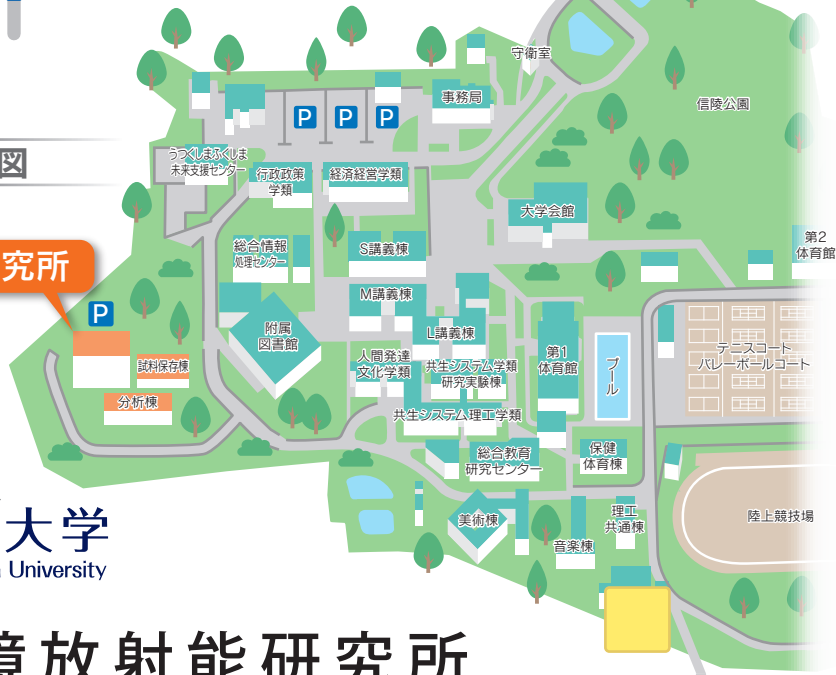 守衛室
信陵公園
事務局
P P P
図
うつくしまふくしま
未来支援センター
行政政策
学類
経済経営学類
大学会館
第2
体育館
総合情報
処理センター
S講義棟
究所
P
M講義棟
附属
図書館
L講義棟
第1
体育館
プール
テニスコート
バレーボールコート
人間発達
文化学類
共生システム学類
研究実験棟
試料保存棟
分析棟
共生システム理工学類
総合教育
研究センター
保健
体育棟
大学
University
美術棟
音楽棟
理工
共通棟
陸上競技場
放射能研究所